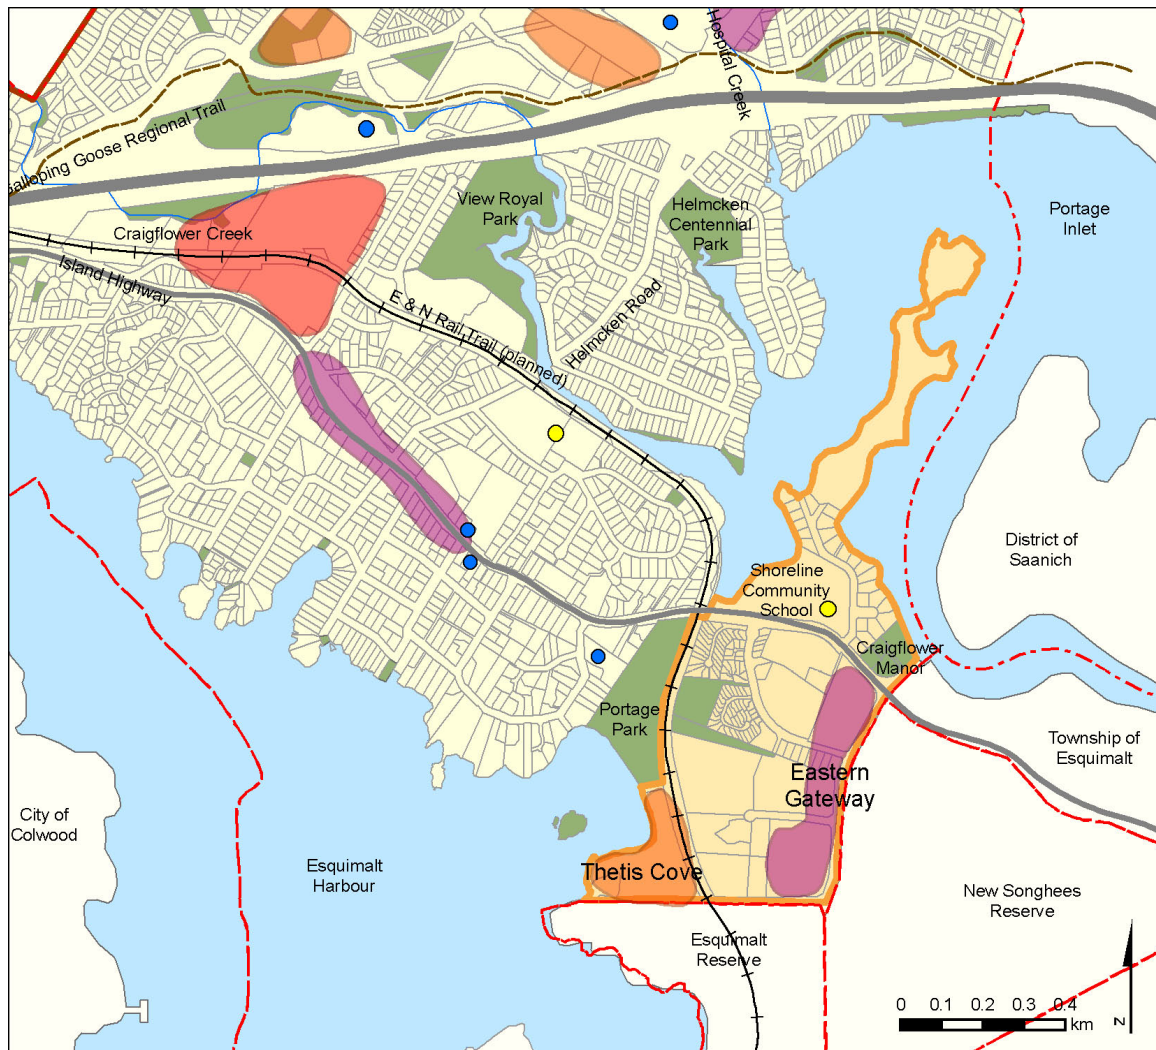 Hospital Creek
Galloping Goose Regional Trail
View Royal
Park
Helmcken
Centennial
Park
Portage
Inlet
Craigflower Creek
Island Highway
E & N Rail Trail (planned)
Helmcken Road
District of
Saanich
Shoreline
Community
School
Craigflower
Manor
Portage
Park
Township of
Esquimalt
Eastern
Gateway
City of
Colwood
Esquimalt
Harbour
Thetis Cove
New Songhees
Reserve
Esquimalt
Reserve
0 0.1 0.2 0.3 0.4
km
N